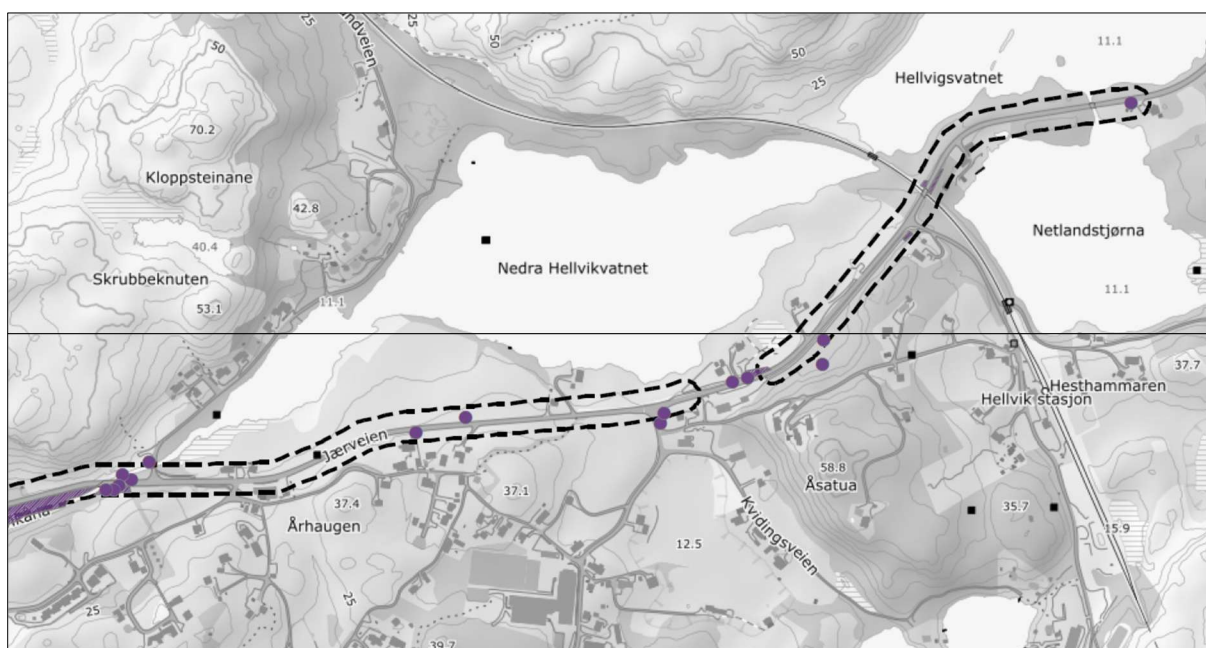 undveien
25
50
50
25
11.1
Hellvigsvatnet
50
70.2
Kloppsteinane
42.8
40.4
Skrubbeknuten
53.1
11.1
Nedra Hellvikvatnet
Netlandstjørna
11.1
37.7
Hesthammaren
Hellvik stasjon
Jærveien
58.8
Åsatua
37.4
37.1
35.7
Århaugen
12.5
Kvidingsveien
15.9
25
25
39.7